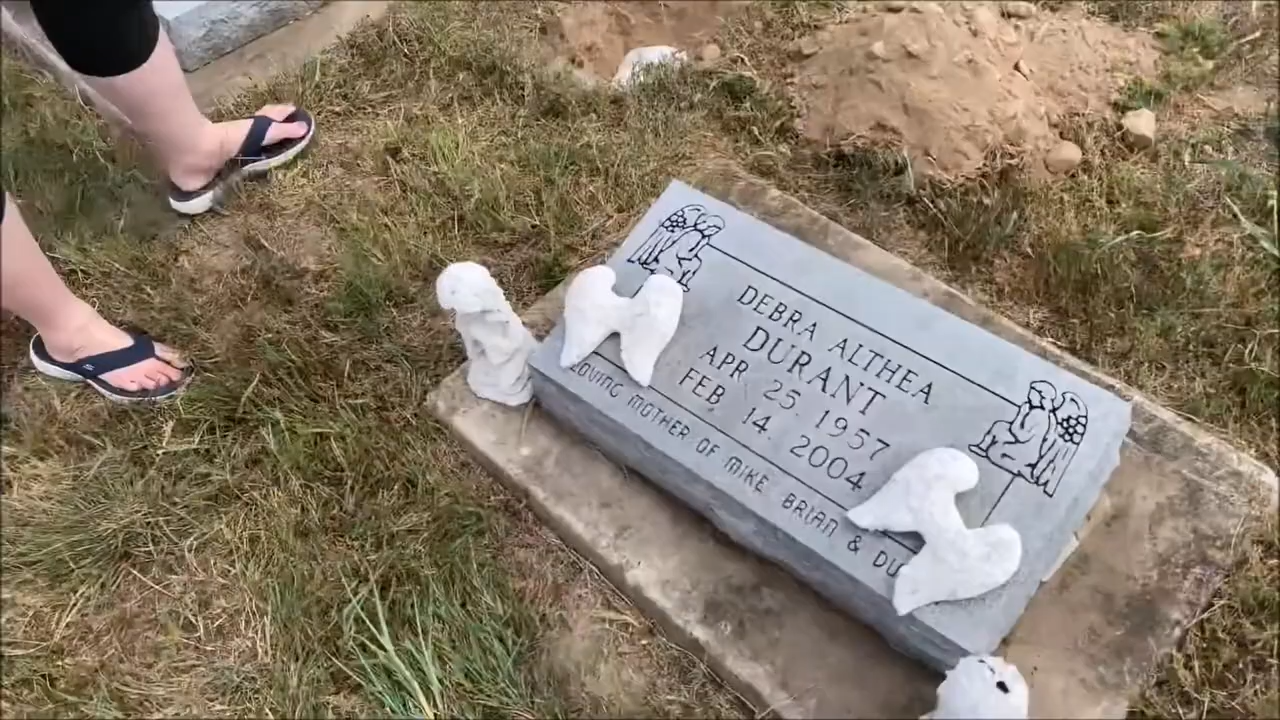 DEBRA ALTHEA
DURANT
APR 25, 1957
FEB 14, 2004
LOVING MOTHER OF MIKE BRIAN &